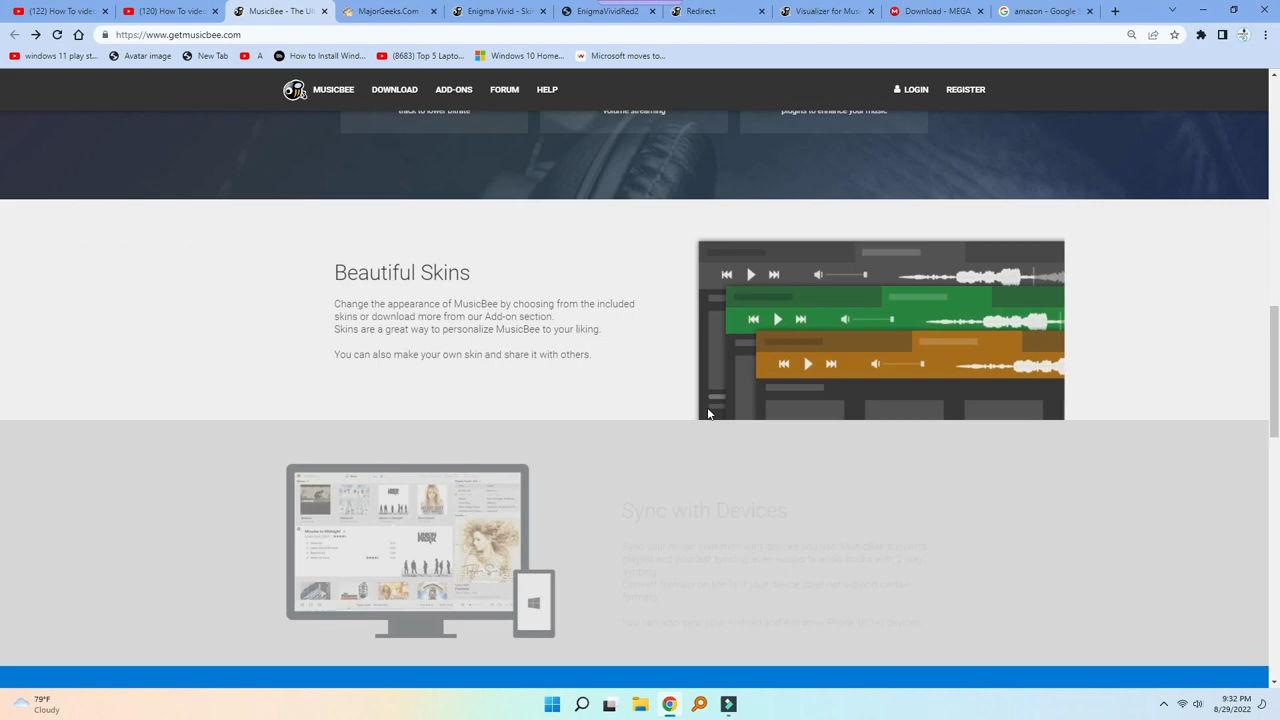 (122) How To
(120) How To Make
MusicBee - The Ul
MajorGeeks.Com
Enigma Vivid - Ski
EnigmaVividRed2
Redirect
Visualizer for Mus
Download - MEGA
amazon - Google
https://www.getmusicbee.com
windows 11 play st...
Avatar image
New Tab
A
How to Install Wind...
(8683) Top 5 Lapto...
Windows 10 Home...
Microsoft moves to...
MUSICBEE
DOWNLOAD
ADD-ONS
FORUM
HELP
LOGIN
REGISTER
track to lower bitrate
volume streaming
plugins to enhance your music
Beautiful Skins
Change the appearance of MusicBee by choosing from the included
skins or download more from our Add-on section.
Skins are a great way to personalize MusicBee to your liking.
You can also make your own skin and share it with others.
Sync with Devices
79°F
Cloudy
9:32 PM
8/29/2022